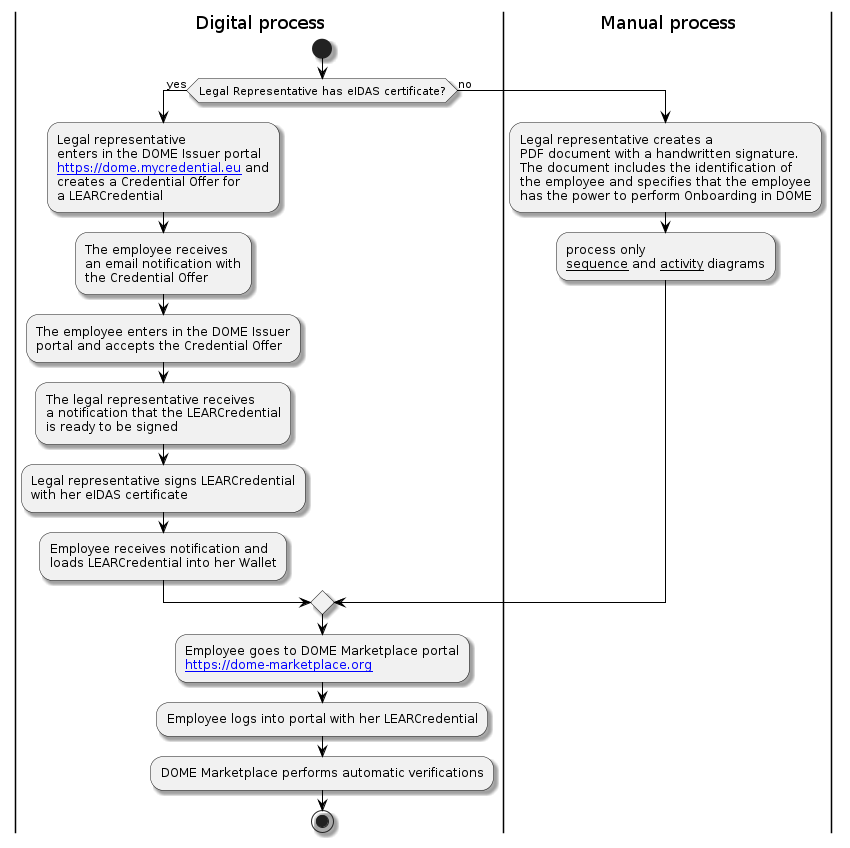 Digital process
Manual process
Legal Representative has eIDAS certificate?
yes
no
Legal representative
enters in the DOME Issuer portal
https://dome.mycredential.eu and
creates a Credential Offer for
a LEARCredential
The employee receives
an email notification with
the Credential Offer
The employee enters in the DOME Issuer
portal and accepts the Credential Offer
The legal representative receives
a notification that the LEARCredential
is ready to be signed
Legal representative signs LEARCredential
with her eIDAS certificate
Employee receives notification and
loads LEARCredential into her Wallet
Legal representative creates a
PDF document with a handwritten signature.
The document includes the identification of
the employee and specifies that the employee
has the power to perform Onboarding in DOME
process only
sequence and activity diagrams
Employee goes to DOME Marketplace portal
https://dome-marketplace.org
Employee logs into portal with her LEARCredential
DOME Marketplace performs automatic verifications